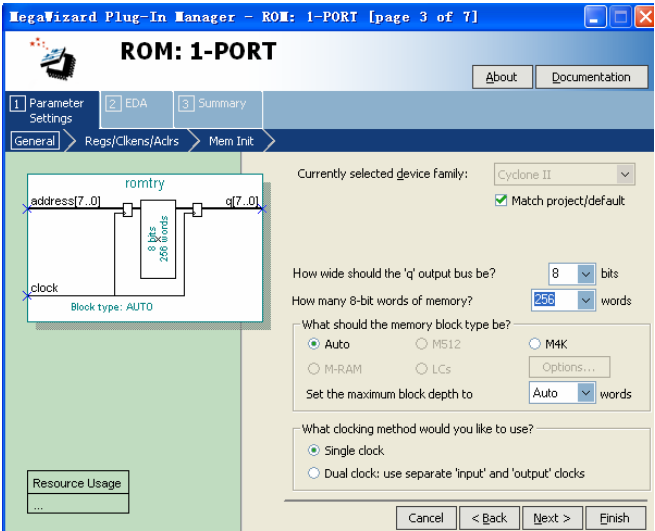 MegaWizard Plug-In Manager - ROM: 1-PORT [page 3 of 7]
ROM: 1-PORT
About
Documentation
1 Parameter Settings
2 EDA
3 Summary
General
Regs/Clkens/Aclrs
Mem Init
romtry
address[7..0]
q[7..0]
8 bits
256 words
clock
Block type: AUTO
Resource Usage
...
Currently selected device family:
Cyclone II
Match project/default
How wide should the 'q' output bus be?
8
bits
How many 8-bit words of memory?
256
words
What should the memory block type be?
Auto
M512
M4K
M-RAM
LCs
Options...
Set the maximum block depth to
Auto
words
What clocking method would you like to use?
Single clock
Dual clock: use separate 'input' and 'output' clocks
Cancel
< Back
Next >
Finish